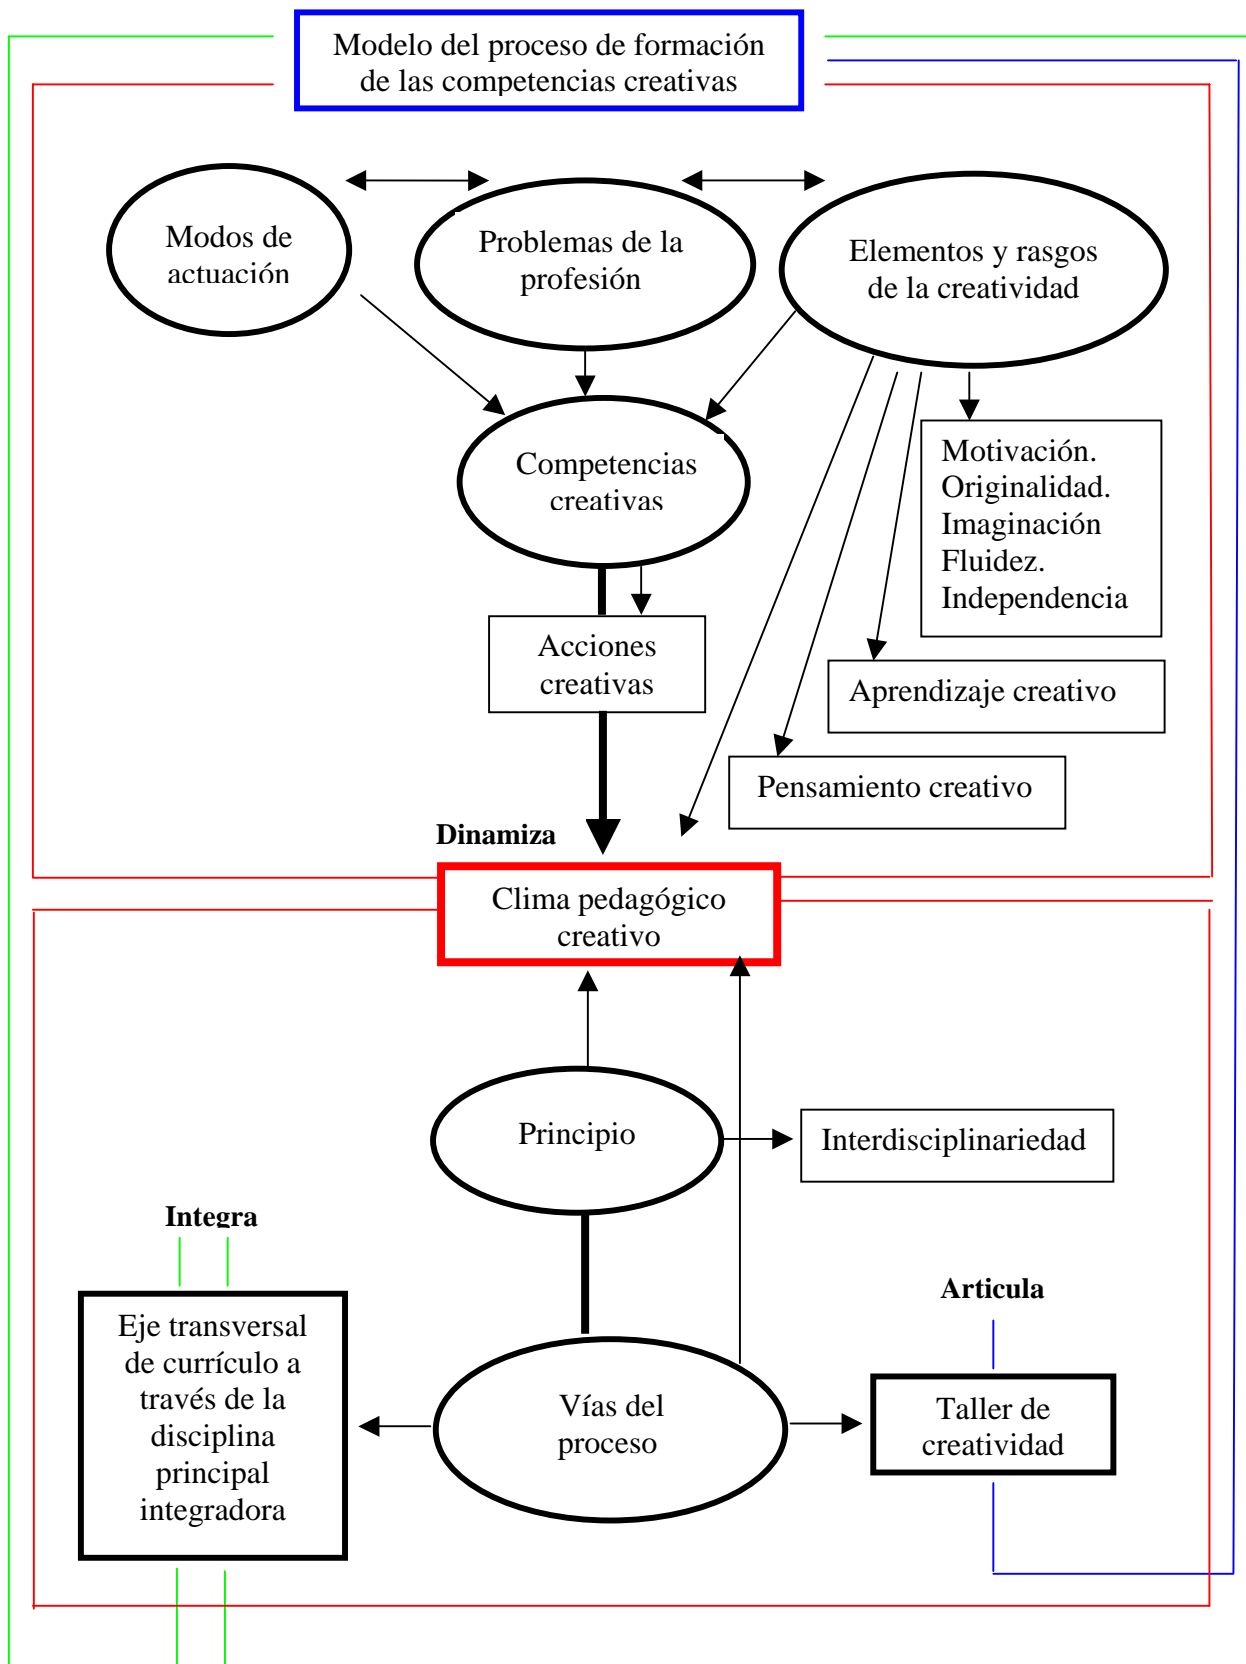 Modelo del proceso de formación
de las competencias creativas
Modos de
actuación
Problemas de la
profesión
Elementos y rasgos
de la creatividad
Competencias
creativas
Motivación.
Originalidad.
Imaginación
Fluidez.
Independencia
Acciones
creativas
Aprendizaje creativo
Pensamiento creativo
Dinamiza
Clima pedagógico
creativo
Principio
Interdisciplinariedad
Integra
Articula
Eje transversal
de currículo a
través de la
disciplina
principal
integradora
Vías del
proceso
Taller de
creatividad